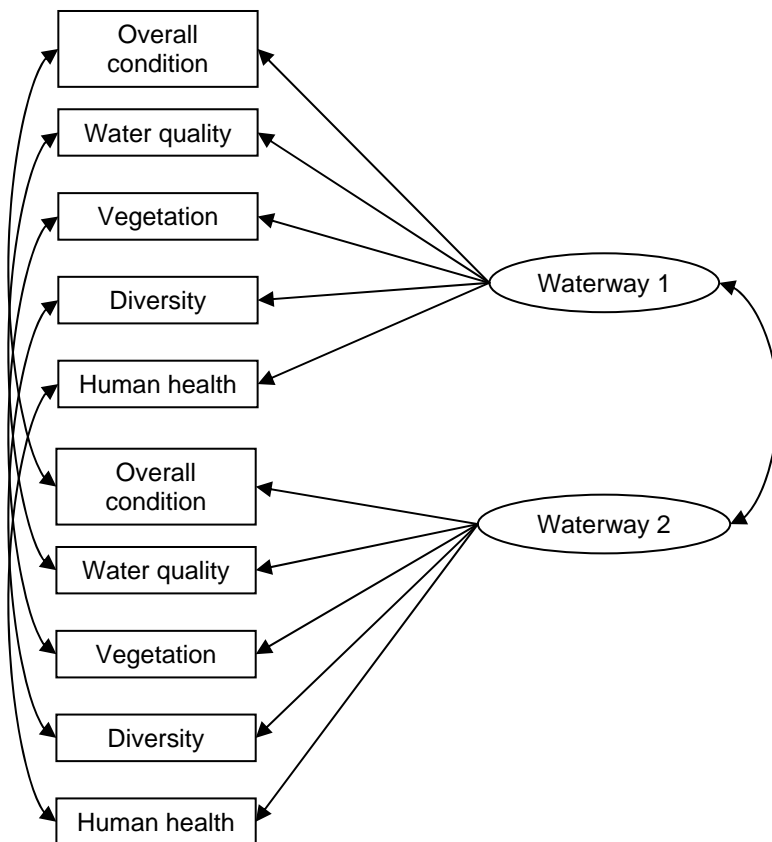 Overall
condition
Water quality
Vegetation
Diversity
Human health
Waterway 1
Overall
condition
Water quality
Vegetation
Diversity
Human health
Waterway 2